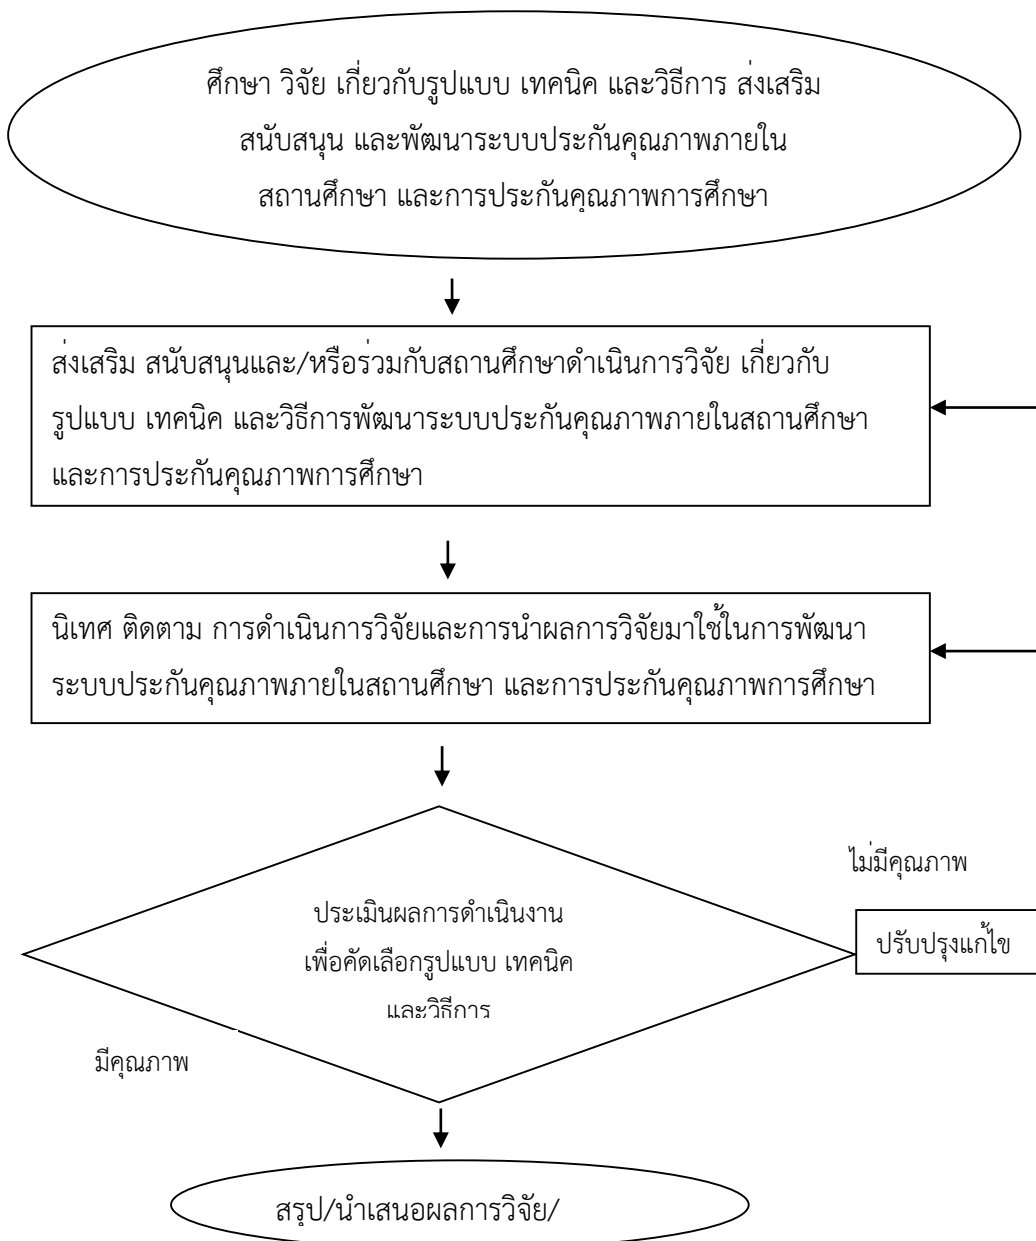 ศึกษา วิจัย เกี่ยวกับรูปแบบ เทคนิค และวิธีการ ส่งเสริม
สนับสนุน และพัฒนาระบบประกันคุณภาพภายใน
สถานศึกษา และการประกันคุณภาพการศึกษา
ส่งเสริม สนับสนุนและ/หรือร่วมกับสถานศึกษาดำเนินการวิจัย เกี่ยวกับ
รูปแบบ เทคนิค และวิธีการพัฒนาระบบประกันคุณภาพภายในสถานศึกษา
และการประกันคุณภาพการศึกษา
นิเทศ ติดตาม การดำเนินการวิจัยและการนำผลการวิจัยมาใช้ในการพัฒนา
ระบบประกันคุณภาพภายในสถานศึกษา และการประกันคุณภาพการศึกษา
ไม่มีคุณภาพ
ประเมินผลการดำเนินงาน
เพื่อคัดเลือกรูปแบบ เทคนิค
และวิธีการ
ปรับปรุงแก้ไข
มีคุณภาพ
สรุป/นำเสนอผลการวิจัย/